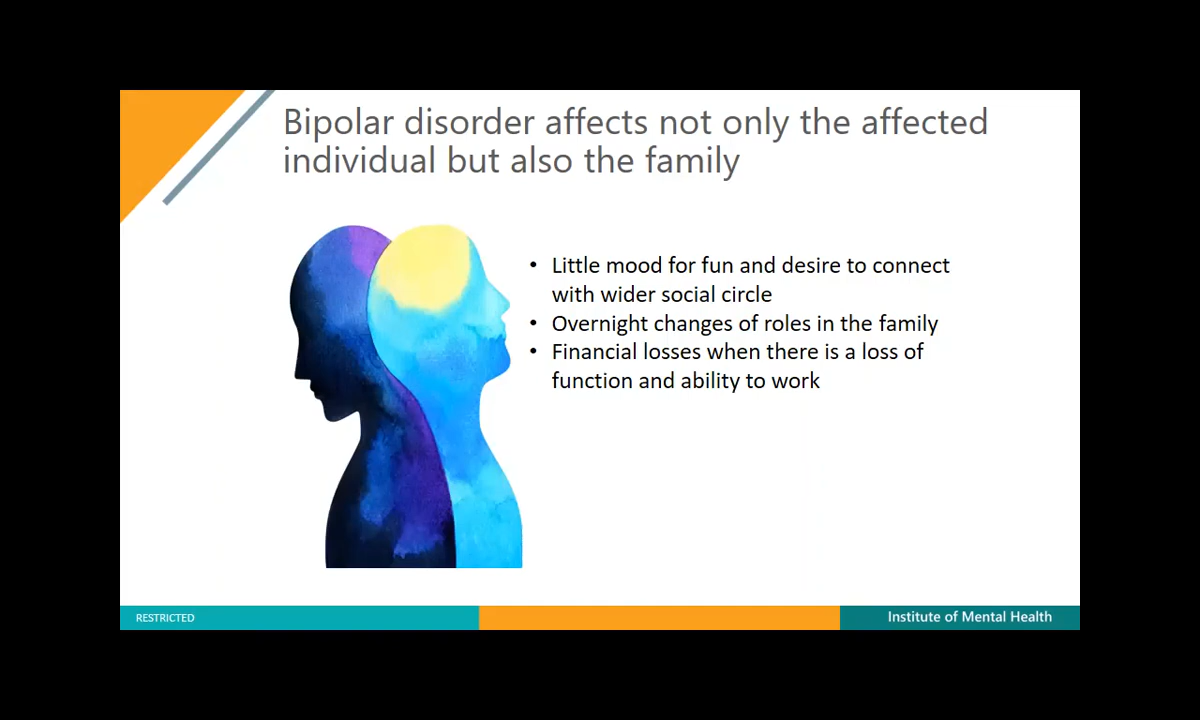 Bipolar disorder affects not only the affected
individual but also the family
• Little mood for fun and desire to connect
with wider social circle
• Overnight changes of roles in the family
• Financial losses when there is a loss of
function and ability to work
RESTRICTED
Institute of Mental Health